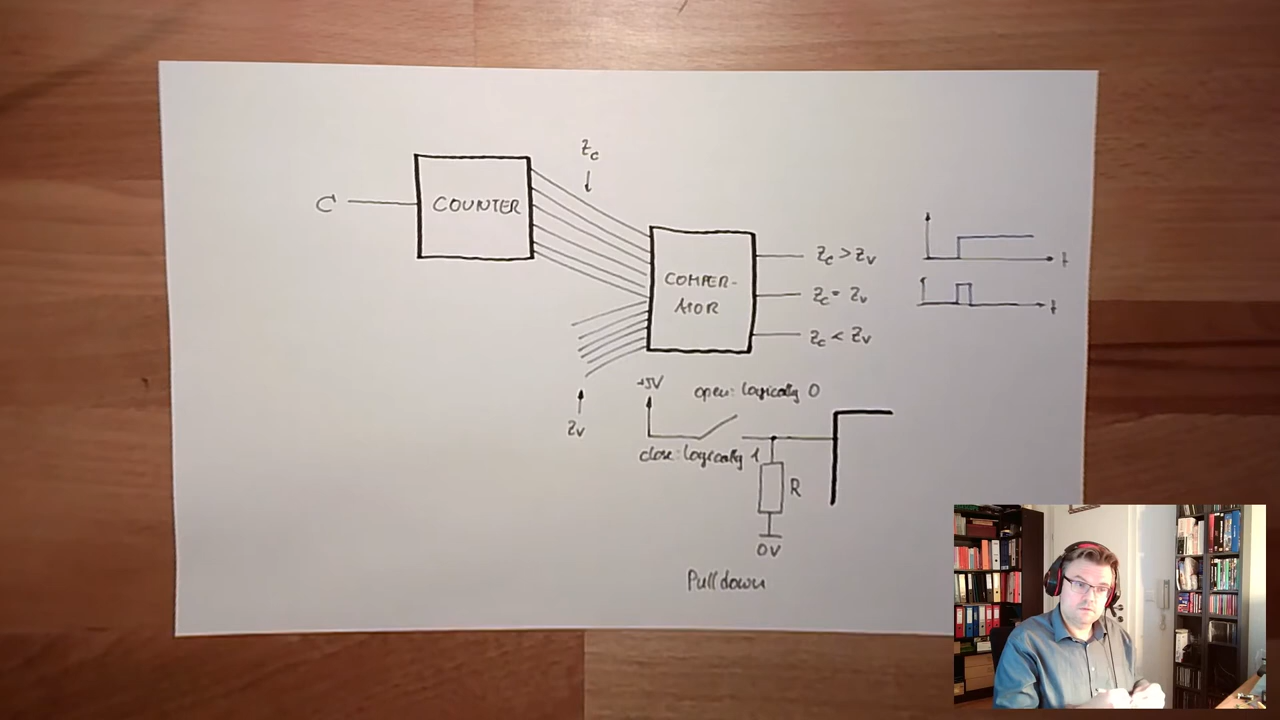 Zc
C
COUNTER
COMPER-
ATOR
Zc > Zv
Zc = Zv
Zc < Zv
t
t
Zv
+5V
open: logically 0
close: logically 1
R
0V
Pulldown